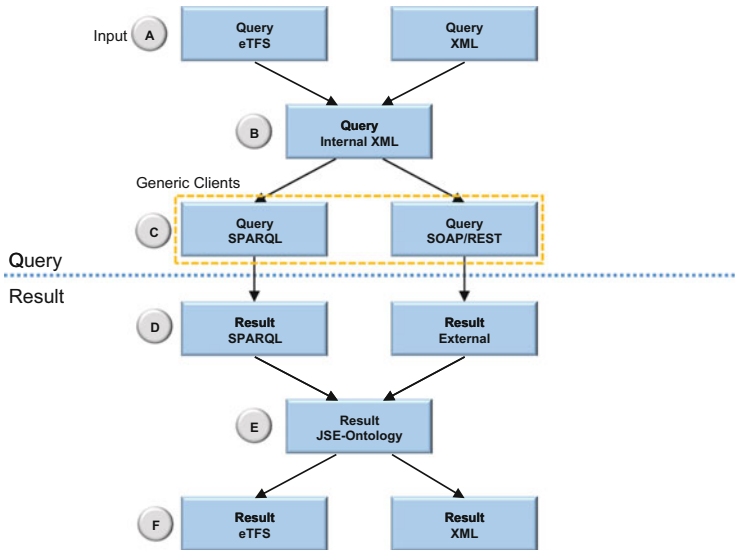 Input
A
Query
eTFS
Query
XML
B
Query
Internal XML
Generic Clients
C
Query
SPARQL
Query
SOAP/REST
Query
Result
D
Result
SPARQL
Result
External
E
Result
JSE-Ontology
F
Result
eTFS
Result
XML